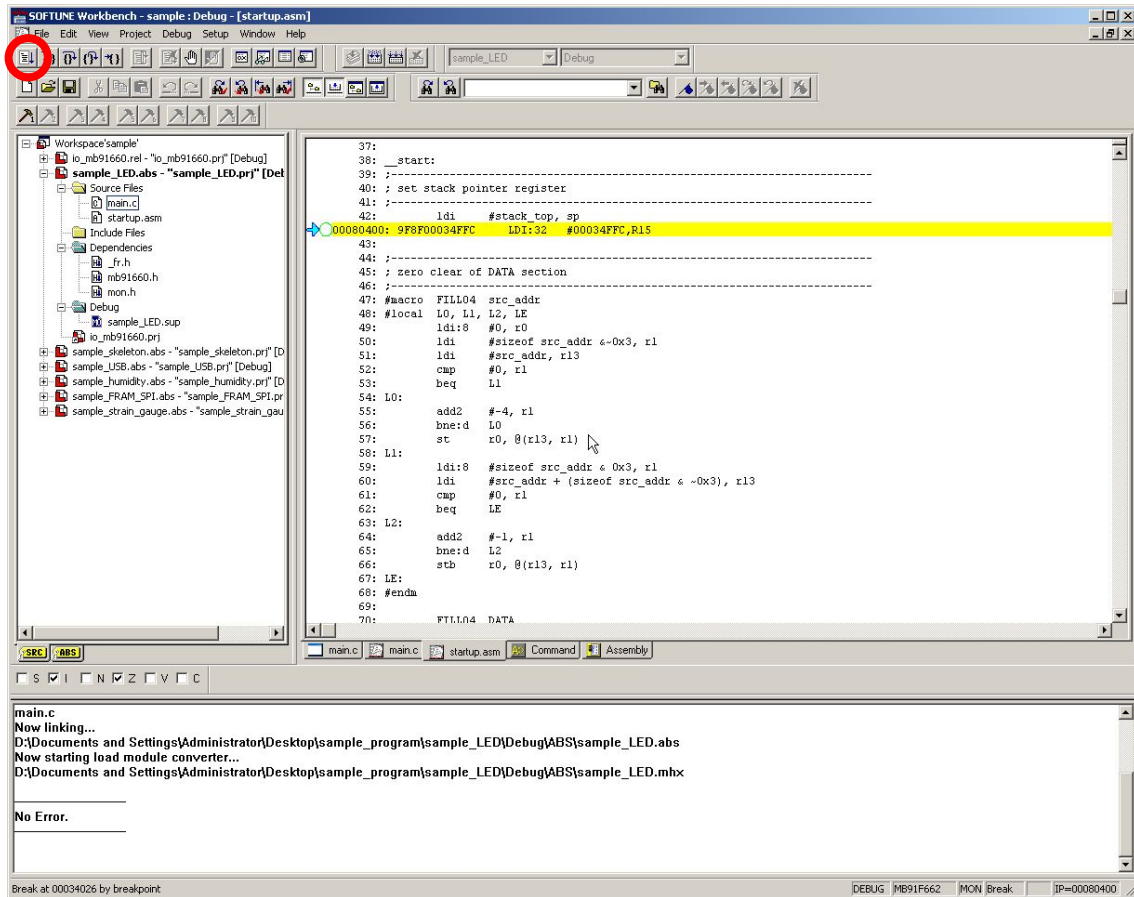 SOFTUNE Workbench - sample : Debug - [startup.asm]
File Edit View Project Debug Setup Window Help
sample_LED Debug
Workspace'sample'
io_mb91660.rel - "io_mb91660.prj" [Debug]
sample_LED.abs - "sample_LED.prj" [Deb
Source Files
main.c
startup.asm
Include Files
Dependencies
_fr.h
mb91660.h
mon.h
Debug
sample_LED.sup
io_mb91660.prj
sample_skeleton.abs - "sample_skeleton.prj" [D
sample_USB.abs - "sample_USB.prj" [Debug]
sample_humidity.abs - "sample_humidity.prj" [D
sample_FRAM_SPI.abs - "sample_FRAM_SPI.pr
sample_strain_gauge.abs - "sample_strain_gau
SRC ABS
37:
38: __start:
39: ;-------------------------------------------------------------------------------
40: ; set stack pointer register
41: ;-------------------------------------------------------------------------------
42: ldi #stack_top, sp
00080400: 9F8F00034FFC LDI:32 #00034FFC,R15
43:
44: ;-------------------------------------------------------------------------------
45: ; zero clear of DATA section
46: ;-------------------------------------------------------------------------------
47: #macro FILL04 src_addr
48: #local L0, L1, L2, LE
49: ldi:8 #0, r0
50: ldi #sizeof src_addr &~0x3, r1
51: ldi #src_addr, r13
52: cmp #0, r1
53: beq L1
54: L0:
55: add2 #-4, r1
56: bne:d L0
57: st r0, @(r13, r1)
58: L1:
59: ldi:8 #sizeof src_addr & 0x3, r1
60: ldi #src_addr + (sizeof src_addr & ~0x3), r13
61: cmp #0, r1
62: beq LE
63: L2:
64: add2 #-1, r1
65: bne:d L2
66: stb r0, @(r13, r1)
67: LE:
68: #endm
69:
70: FILL04 DATA
main.c main.c startup.asm Command Assembly
S I N Z V C
main.c
Now linking...
D:\Documents and Settings\Administrator\Desktop\sample_program\sample_LED\Debug\ABS\sample_LED.abs
Now starting load module converter...
D:\Documents and Settings\Administrator\Desktop\sample_program\sample_LED\Debug\ABS\sample_LED.mhx
No Error.
Break at 00034026 by breakpoint DEBUG MB91F662 MON Break IP=00080400